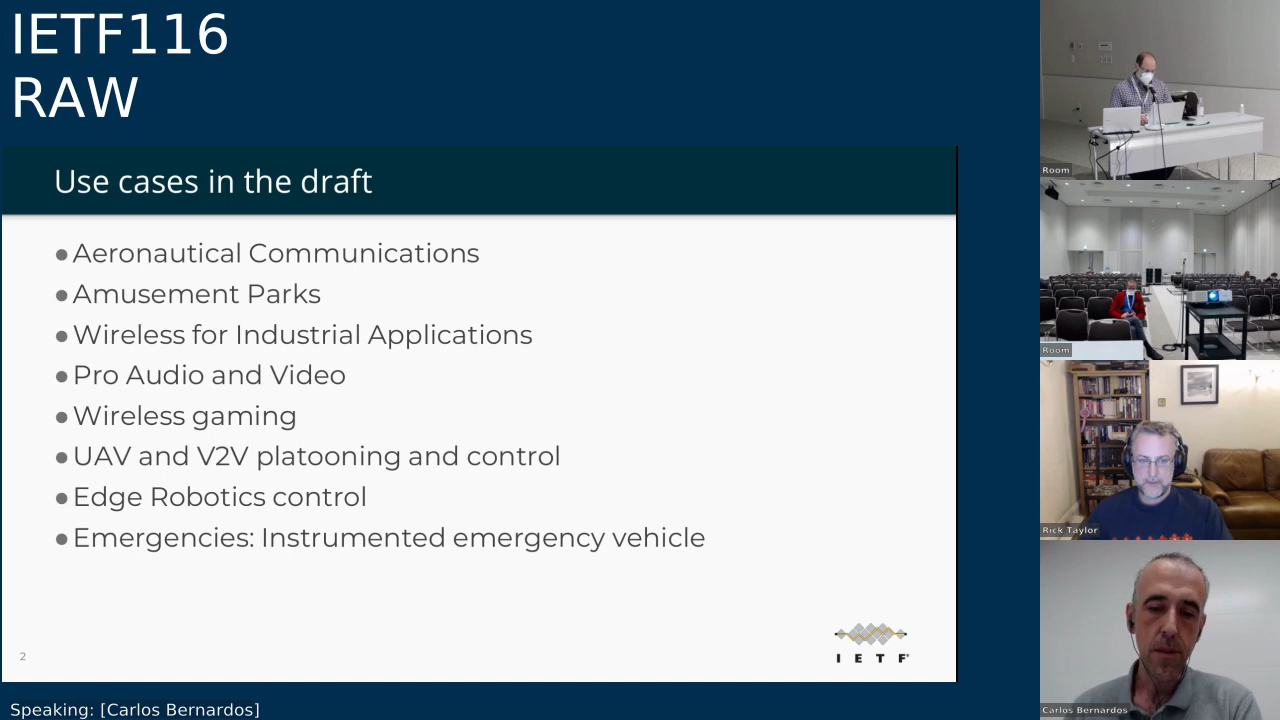 IETF116
RAW
Use cases in the draft
●Aeronautical Communications
●Amusement Parks
●Wireless for Industrial Applications
●Pro Audio and Video
●Wireless gaming
●UAV and V2V platooning and control
●Edge Robotics control
●Emergencies: Instrumented emergency vehicle
2
I E T F
Speaking: [Carlos Bernardos]
Room
Room
Rick Taylor
Carlos Bernardos